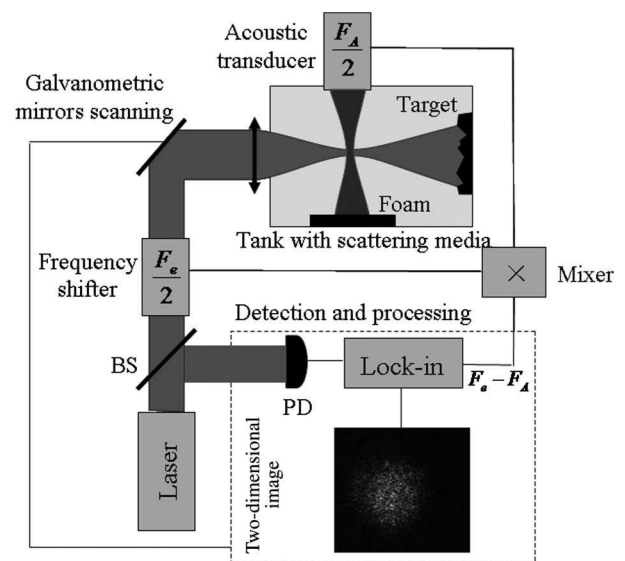 Acoustic
transducer
F_A
2
Galvanometric
mirrors scanning
Target
Foam
Tank with scattering media
Frequency
shifter
F_e
2
×
Mixer
Detection and processing
BS
PD
Lock-in
F_e − F_A
Laser
Two-dimensional
image